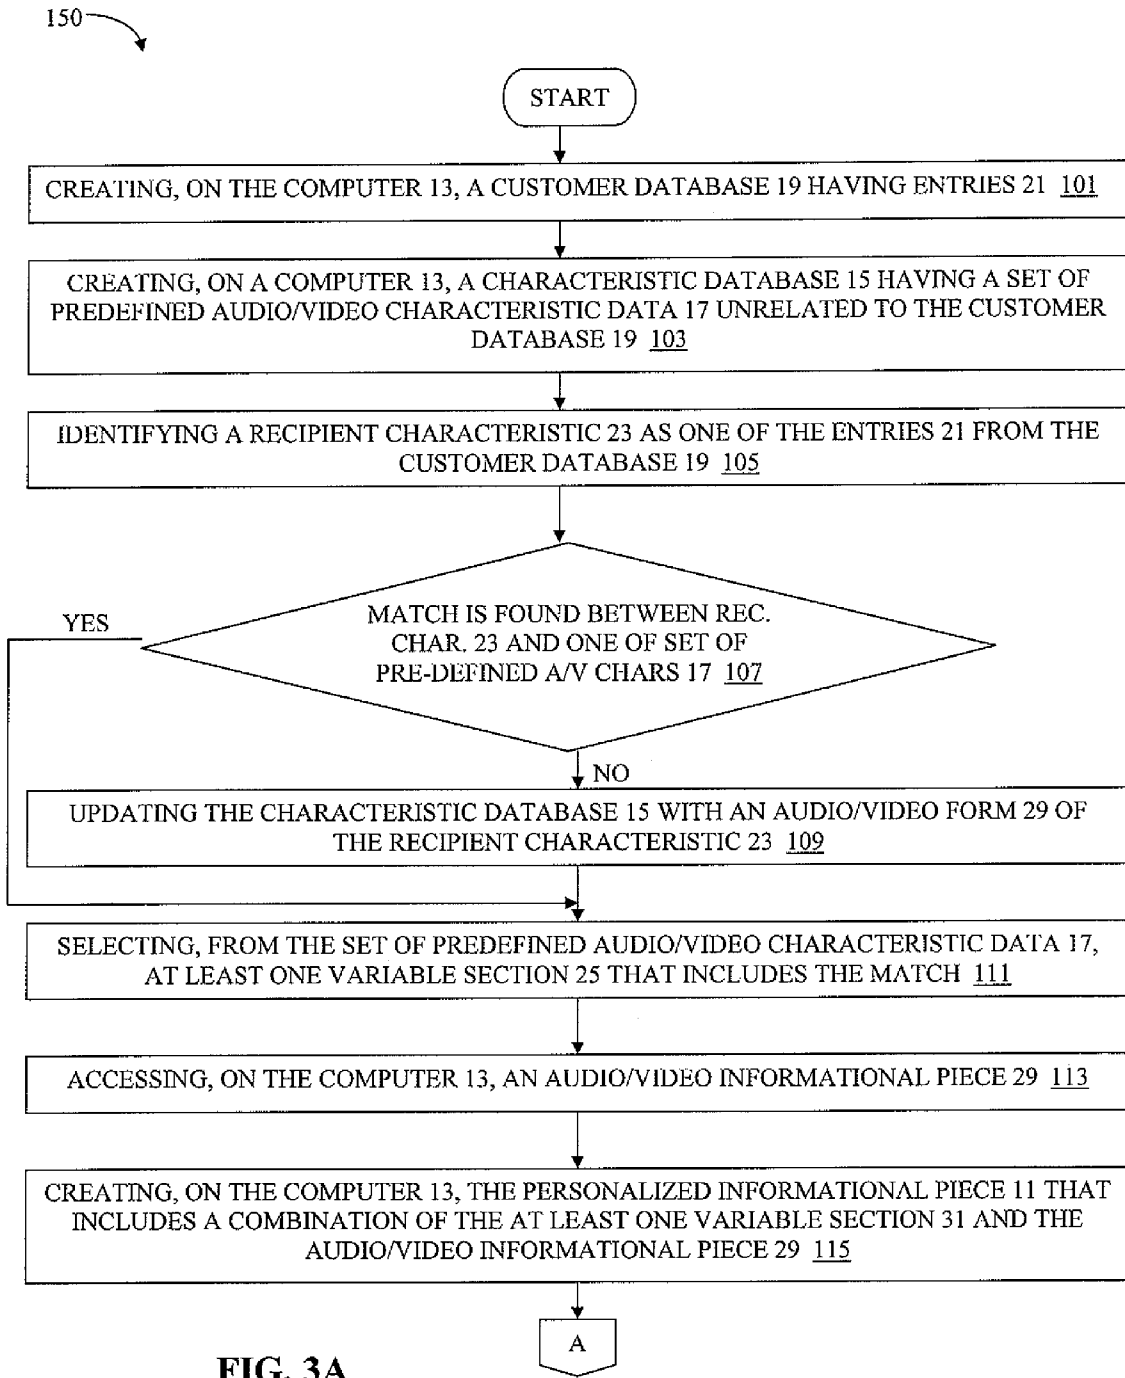 150
START
CREATING, ON THE COMPUTER 13, A CUSTOMER DATABASE 19 HAVING ENTRIES 21 101
CREATING, ON A COMPUTER 13, A CHARACTERISTIC DATABASE 15 HAVING A SET OF
PREDEFINED AUDIO/VIDEO CHARACTERISTIC DATA 17 UNRELATED TO THE CUSTOMER
DATABASE 19 103
IDENTIFYING A RECIPIENT CHARACTERISTIC 23 AS ONE OF THE ENTRIES 21 FROM THE
CUSTOMER DATABASE 19 105
YES
MATCH IS FOUND BETWEEN REC.
CHAR. 23 AND ONE OF SET OF
PRE-DEFINED A/V CHARS 17 107
NO
UPDATING THE CHARACTERISTIC DATABASE 15 WITH AN AUDIO/VIDEO FORM 29 OF
THE RECIPIENT CHARACTERISTIC 23 109
SELECTING, FROM THE SET OF PREDEFINED AUDIO/VIDEO CHARACTERISTIC DATA 17,
AT LEAST ONE VARIABLE SECTION 25 THAT INCLUDES THE MATCH 111
ACCESSING, ON THE COMPUTER 13, AN AUDIO/VIDEO INFORMATIONAL PIECE 29 113
CREATING, ON THE COMPUTER 13, THE PERSONALIZED INFORMATIONAL PIECE 11 THAT
INCLUDES A COMBINATION OF THE AT LEAST ONE VARIABLE SECTION 31 AND THE
AUDIO/VIDEO INFORMATIONAL PIECE 29 115
A
FIG. 3A